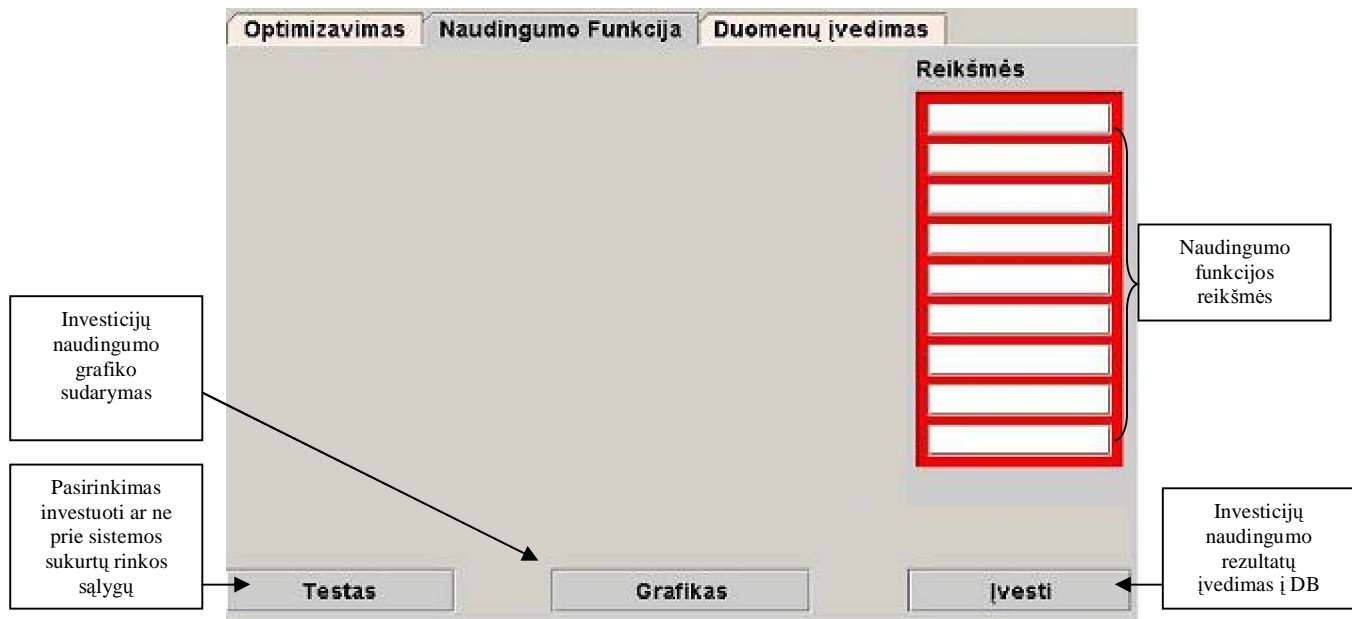 Optimizavimas
Naudingumo Funkcija
Duomenų įvedimas
Reikšmės
Naudingumo
funkcijos
reikšmės
Investicijų
naudingumo
grafiko
sudarymas
Pasirinkimas
investuoti ar ne
prie sistemos
sukurtų rinkos
sąlygų
Investicijų
naudingumo
rezultatų
įvedimas į DB
Testas
Grafikas
Įvesti